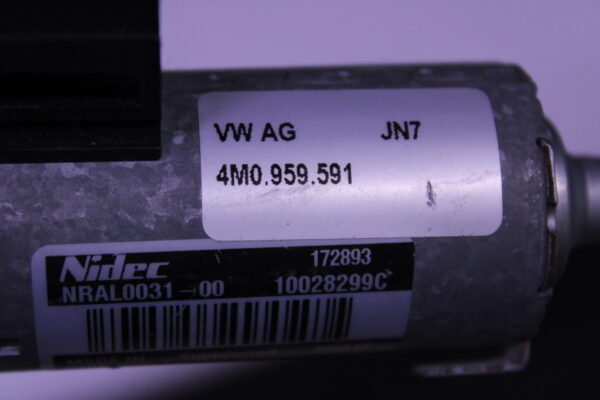 VW AG JN7
4M0.959.591
Nidec 172893
NRAL0031-00 10028299C